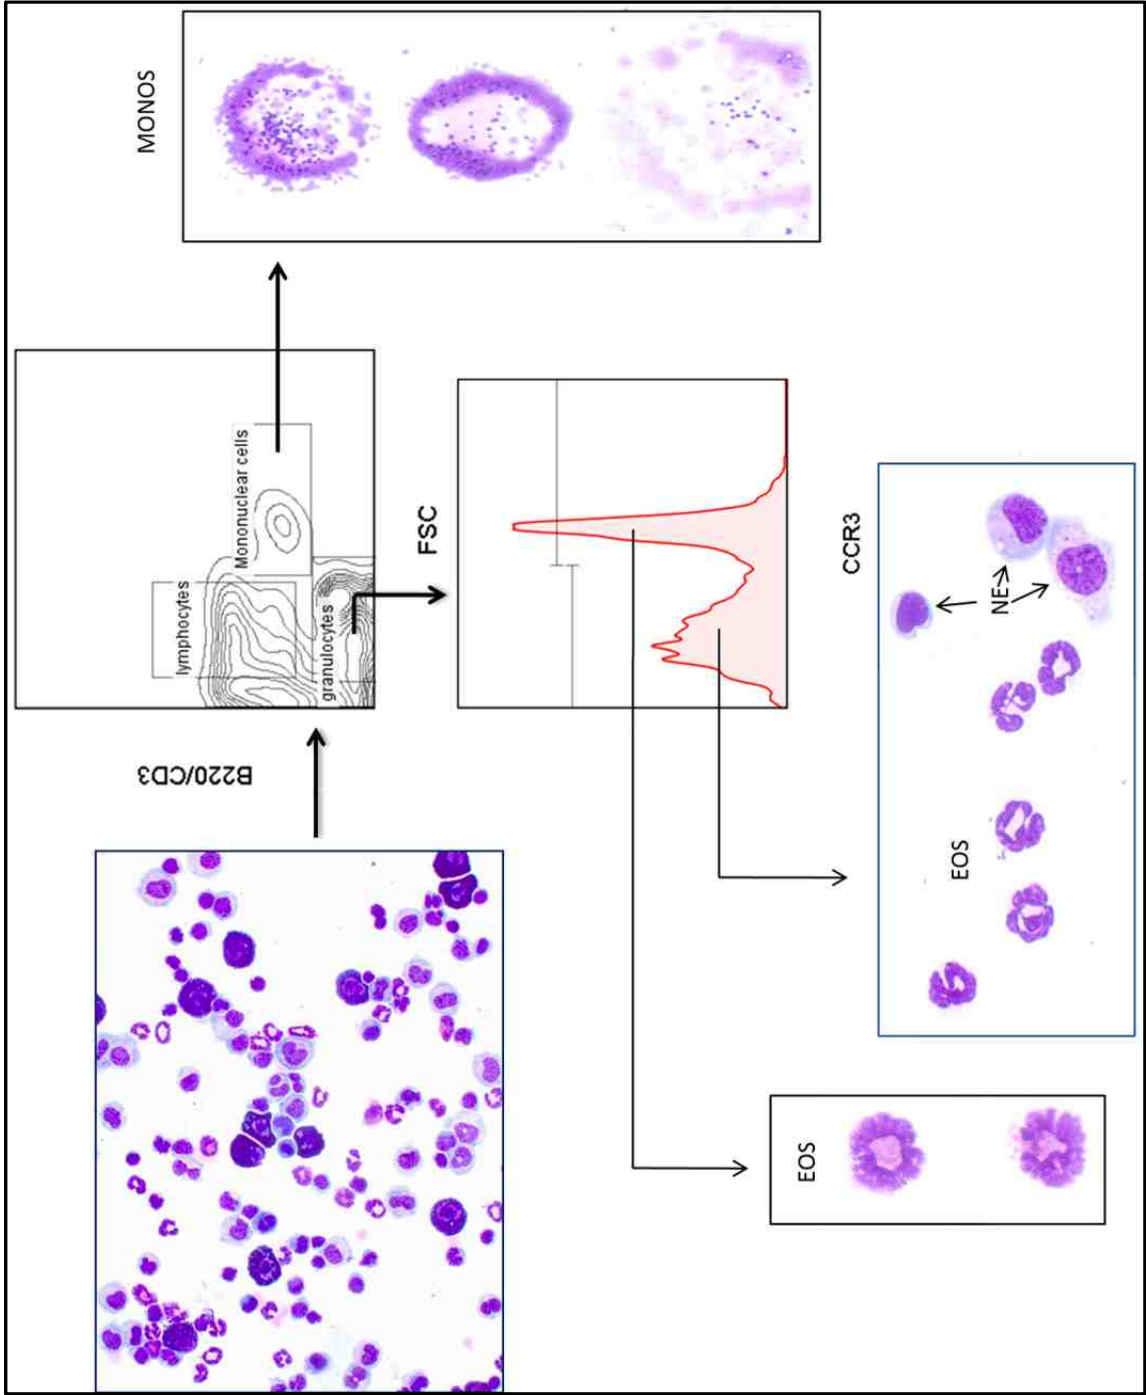 MONOS
B220/CD3
lymphocytes
Mononuclear cells
granulocytes
FSC
CCR3
EOS
NE
EOS